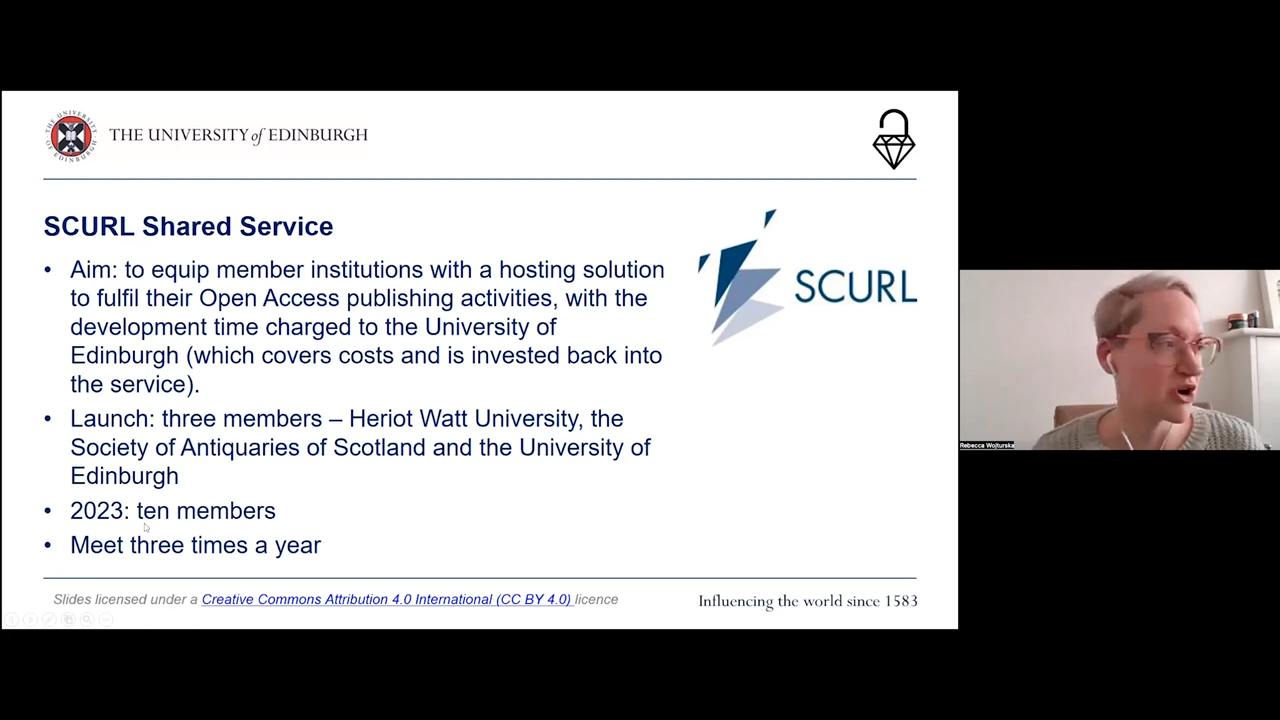 THE UNIVERSITY of EDINBURGH
SCURL Shared Service
• Aim: to equip member institutions with a hosting solution
to fulfil their Open Access publishing activities, with the
development time charged to the University of
Edinburgh (which covers costs and is invested back into
the service).
• Launch: three members – Heriot Watt University, the
Society of Antiquaries of Scotland and the University of
Edinburgh
• 2023: ten members
• Meet three times a year
SCURL
Slides licensed under a Creative Commons Attribution 4.0 International (CC BY 4.0) licence
Influencing the world since 1583
Rebecca Wojturska